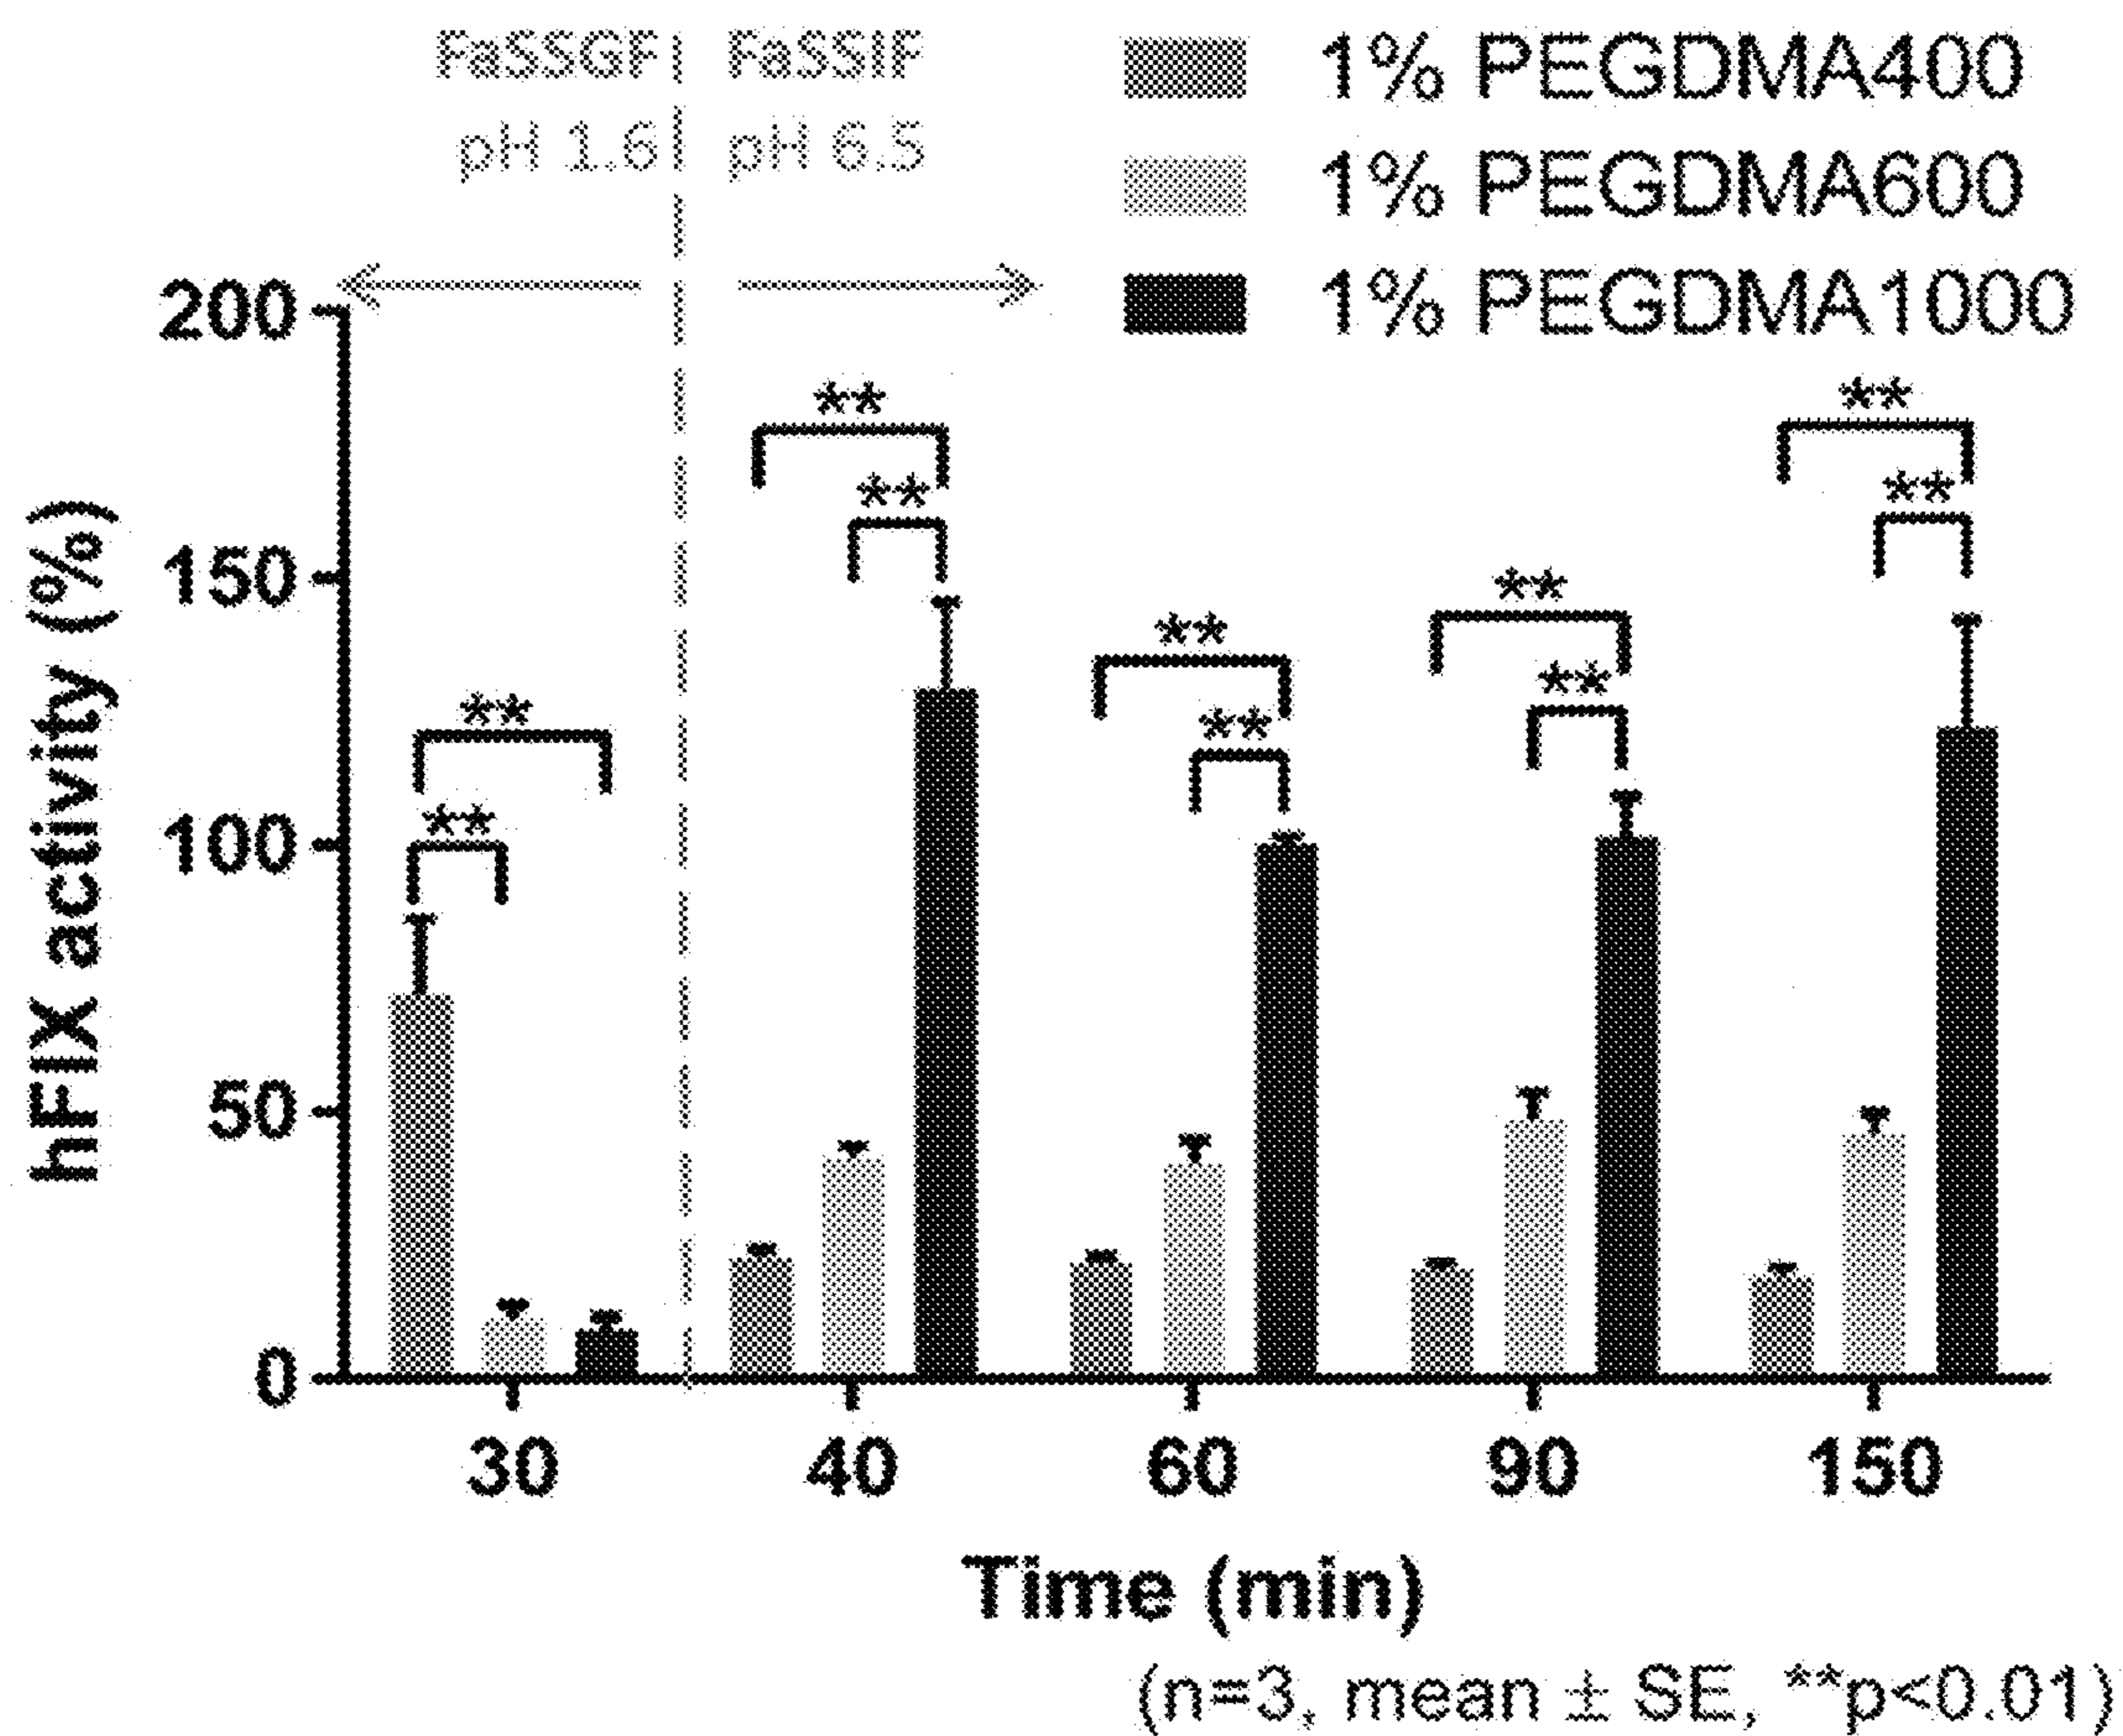 FaSSGF FaSSIF
pH 1.6 pH 6.5
1% PEGDMA400
1% PEGDMA600
1% PEGDMA1000
hFIX activity (%)
200
150
100
50
0
**
**
**
**
**
**
**
**
**
**
30 40 60 90 150
Time (min)
(n=3, mean ± SE, **p<0.01)